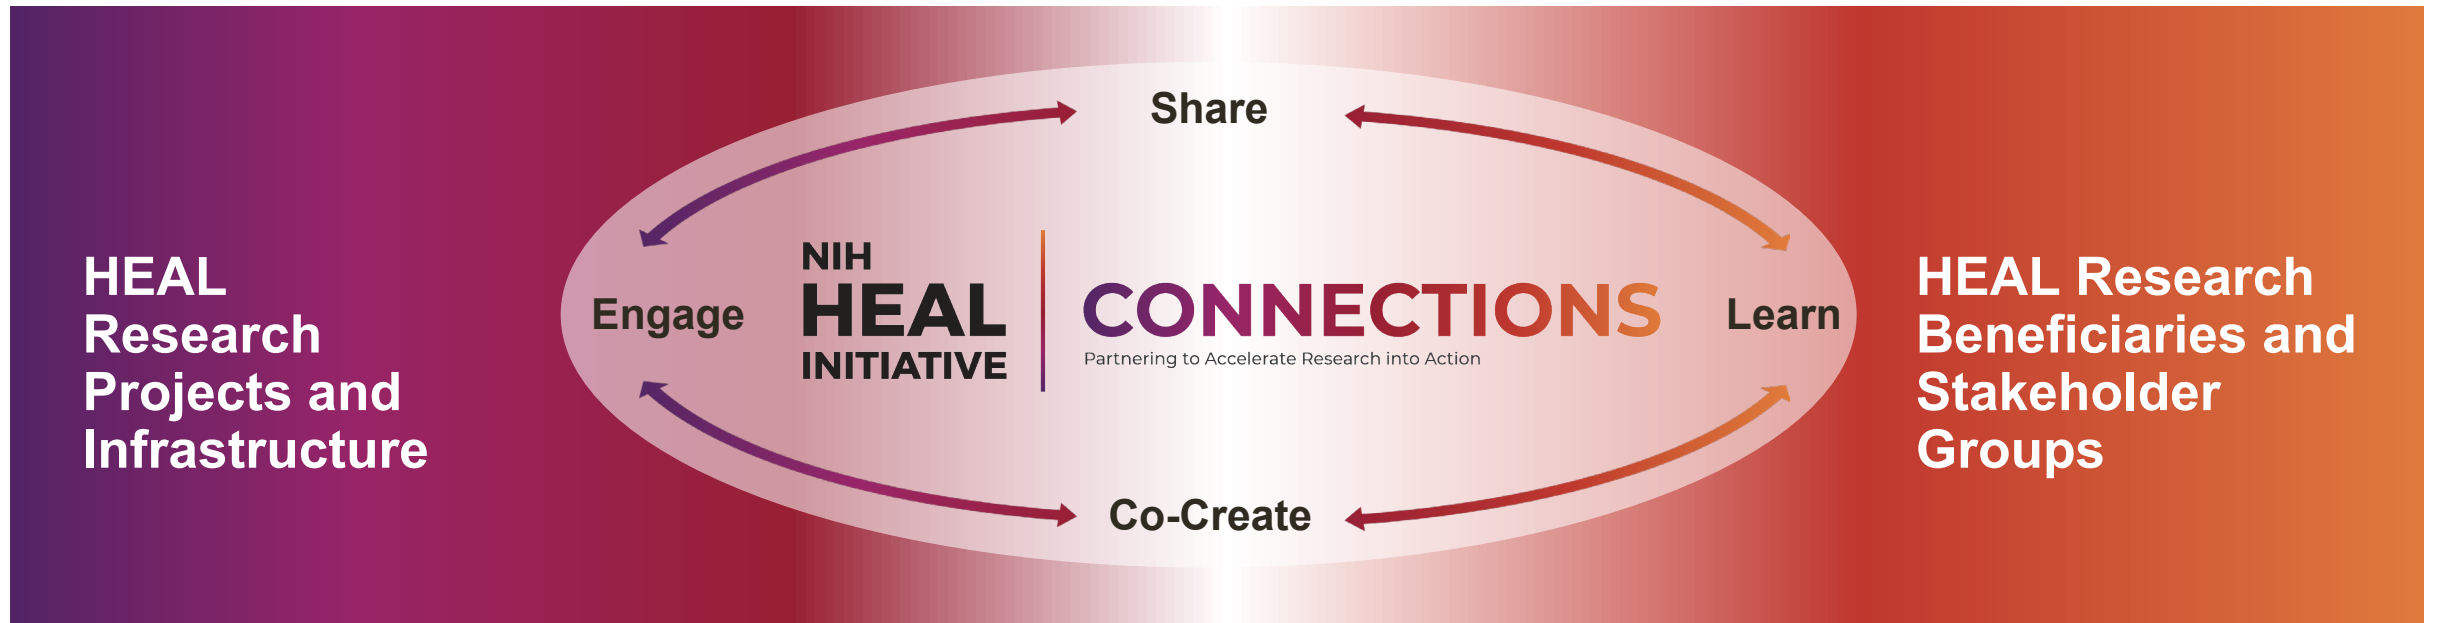 HEAL
Research
Projects and
Infrastructure
Share
Engage
NIH
HEAL
INITIATIVE
CONNECTIONS
Partnering to Accelerate Research into Action
Learn
Co-Create
HEAL Research
Beneficiaries and
Stakeholder
Groups